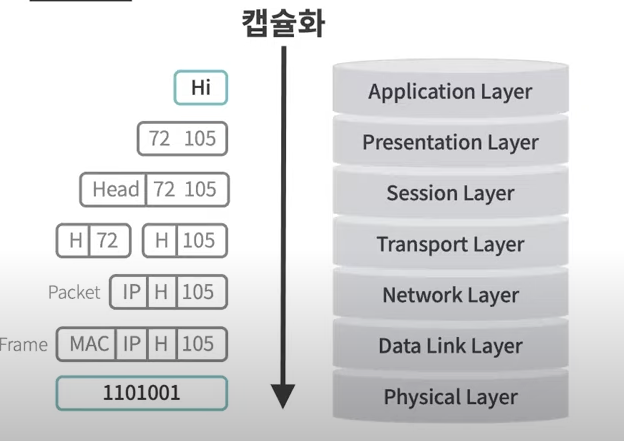 캡슐화
Hi
Application Layer
72 105
Presentation Layer
Head 72 105
Session Layer
H 72 H 105
Transport Layer
Packet IP H 105
Network Layer
Frame MAC IP H 105
Data Link Layer
1101001
Physical Layer